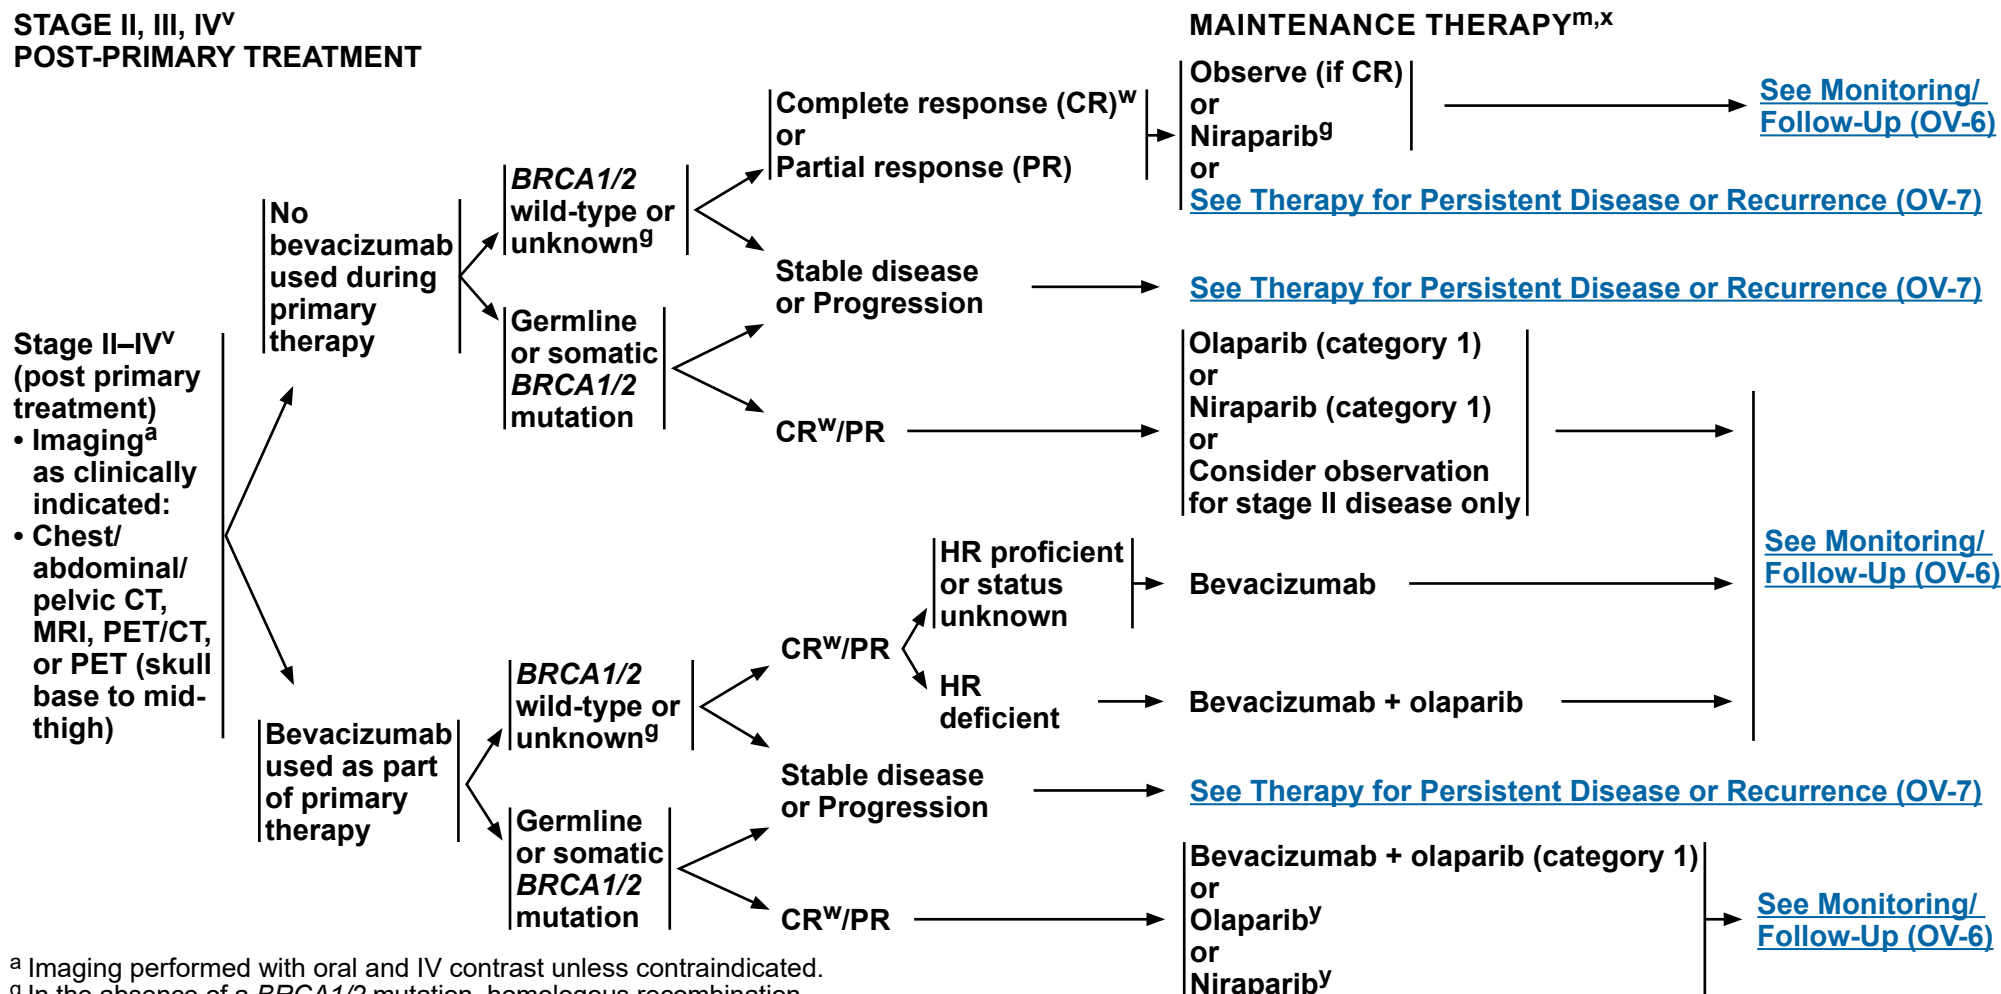 STAGE II, III, IVv
POST-PRIMARY TREATMENT
MAINTENANCE THERAPYm,x
Stage II–IVv
(post primary
treatment)
• Imaginga
as clinically
indicated:
• Chest/
abdominal/
pelvic CT,
MRI, PET/CT,
or PET (skull
base to mid-
thigh)
No
bevacizumab
used during
primary
therapy
BRCA1/2
wild-type or
unknowng
Complete response (CR)w
or
Partial response (PR)
Observe (if CR)
or
Niraparibg
or
See Therapy for Persistent Disease or Recurrence (OV-7)
See Monitoring/
Follow-Up (OV-6)
Stable disease
or Progression
See Therapy for Persistent Disease or Recurrence (OV-7)
Germline
or somatic
BRCA1/2
mutation
CRw/PR
Olaparib (category 1)
or
Niraparib (category 1)
or
Consider observation
for stage II disease only
See Monitoring/
Follow-Up (OV-6)
Bevacizumab
used as part
of primary
therapy
BRCA1/2
wild-type or
unknowng
CRw/PR
HR proficient
or status
unknown
Bevacizumab
HR
deficient
Bevacizumab + olaparib
Stable disease
or Progression
See Therapy for Persistent Disease or Recurrence (OV-7)
Germline
or somatic
BRCA1/2
mutation
CRw/PR
Bevacizumab + olaparib (category 1)
or
Olapariby
or
Nirapariby
See Monitoring/
Follow-Up (OV-6)
a Imaging performed with oral and IV contrast unless contraindicated.
g In the absence of a BRCA1/2 mutation, homologous recombination